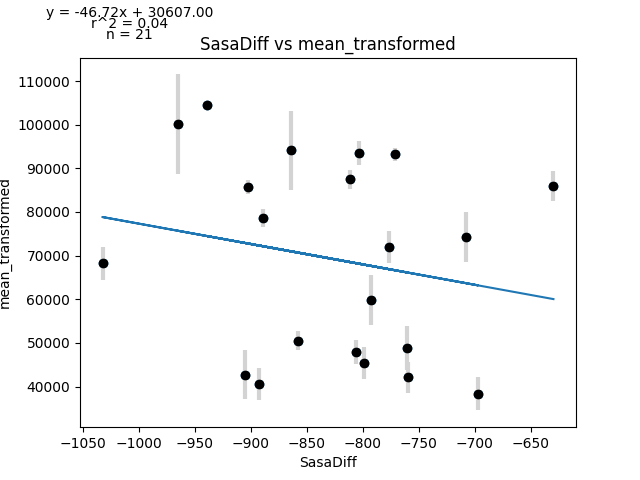 y = -46.72x + 30607.00
r^2 = 0.04
n = 21
SasaDiff vs mean_transformed
110000
100000
90000
80000
70000
60000
50000
40000
mean_transformed
−1050 −1000 −950 −900 −850 −800 −750 −700 −650
SasaDiff